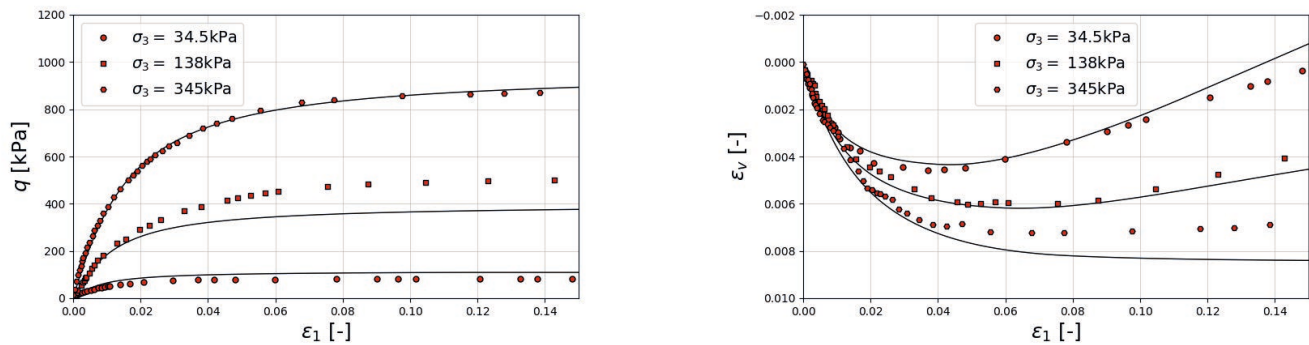 1200
1000
800
600
400
200
0
q [kPa]
σ₃ = 34.5kPa
σ₃ = 138kPa
σ₃ = 345kPa
0.00 0.02 0.04 0.06 0.08 0.10 0.12 0.14
ε₁ [-]
−0.002
0.000
0.002
0.004
0.006
0.008
0.010
εᵥ [-]
σ₃ = 34.5kPa
σ₃ = 138kPa
σ₃ = 345kPa
0.00 0.02 0.04 0.06 0.08 0.10 0.12 0.14
ε₁ [-]